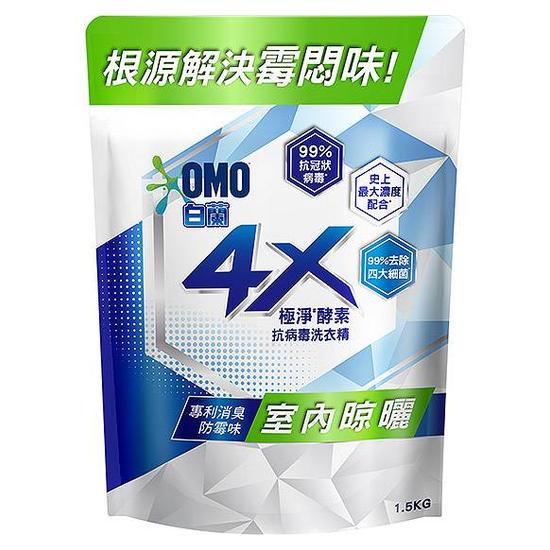 根源解決霉悶味!
99%
抗冠狀
病毒*
史上
最大濃度
配合*
OMO
白蘭
99%去除
四大細菌*
4X
極淨*酵素
抗病毒洗衣精
專利消臭
防霉味
室內晾曬
1.5KG